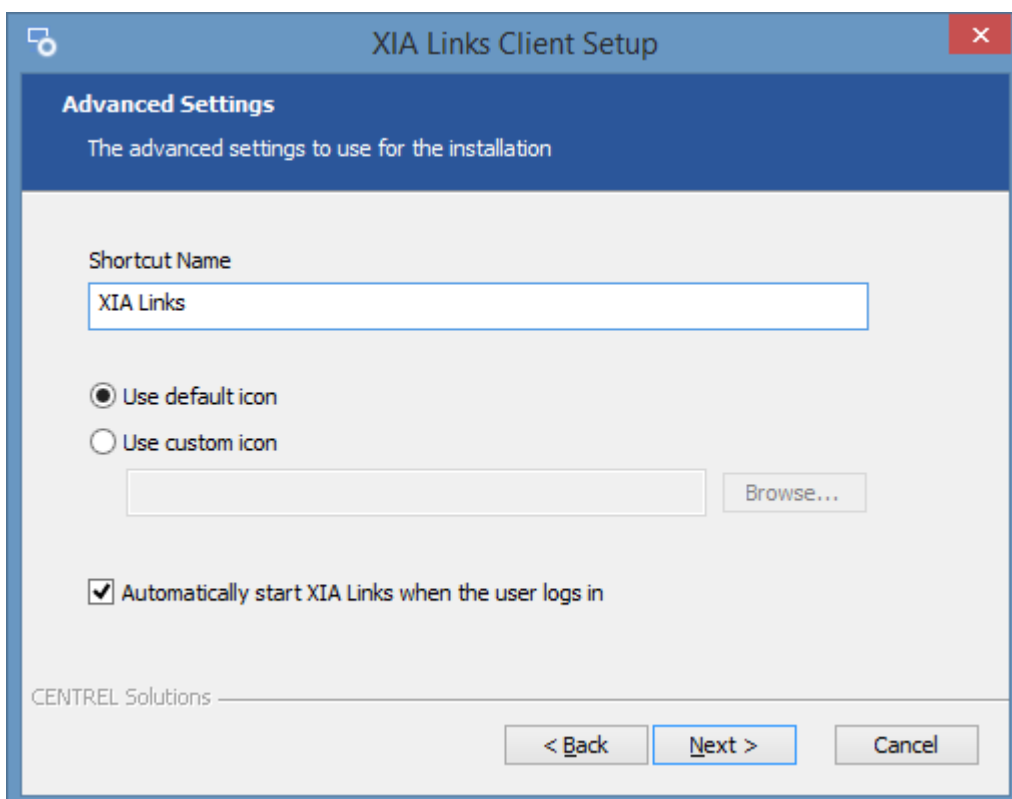 XIA Links Client Setup
Advanced Settings
The advanced settings to use for the installation
Shortcut Name
XIA Links
Use default icon
Use custom icon
Browse...
Automatically start XIA Links when the user logs in
CENTREL Solutions
< Back
Next >
Cancel